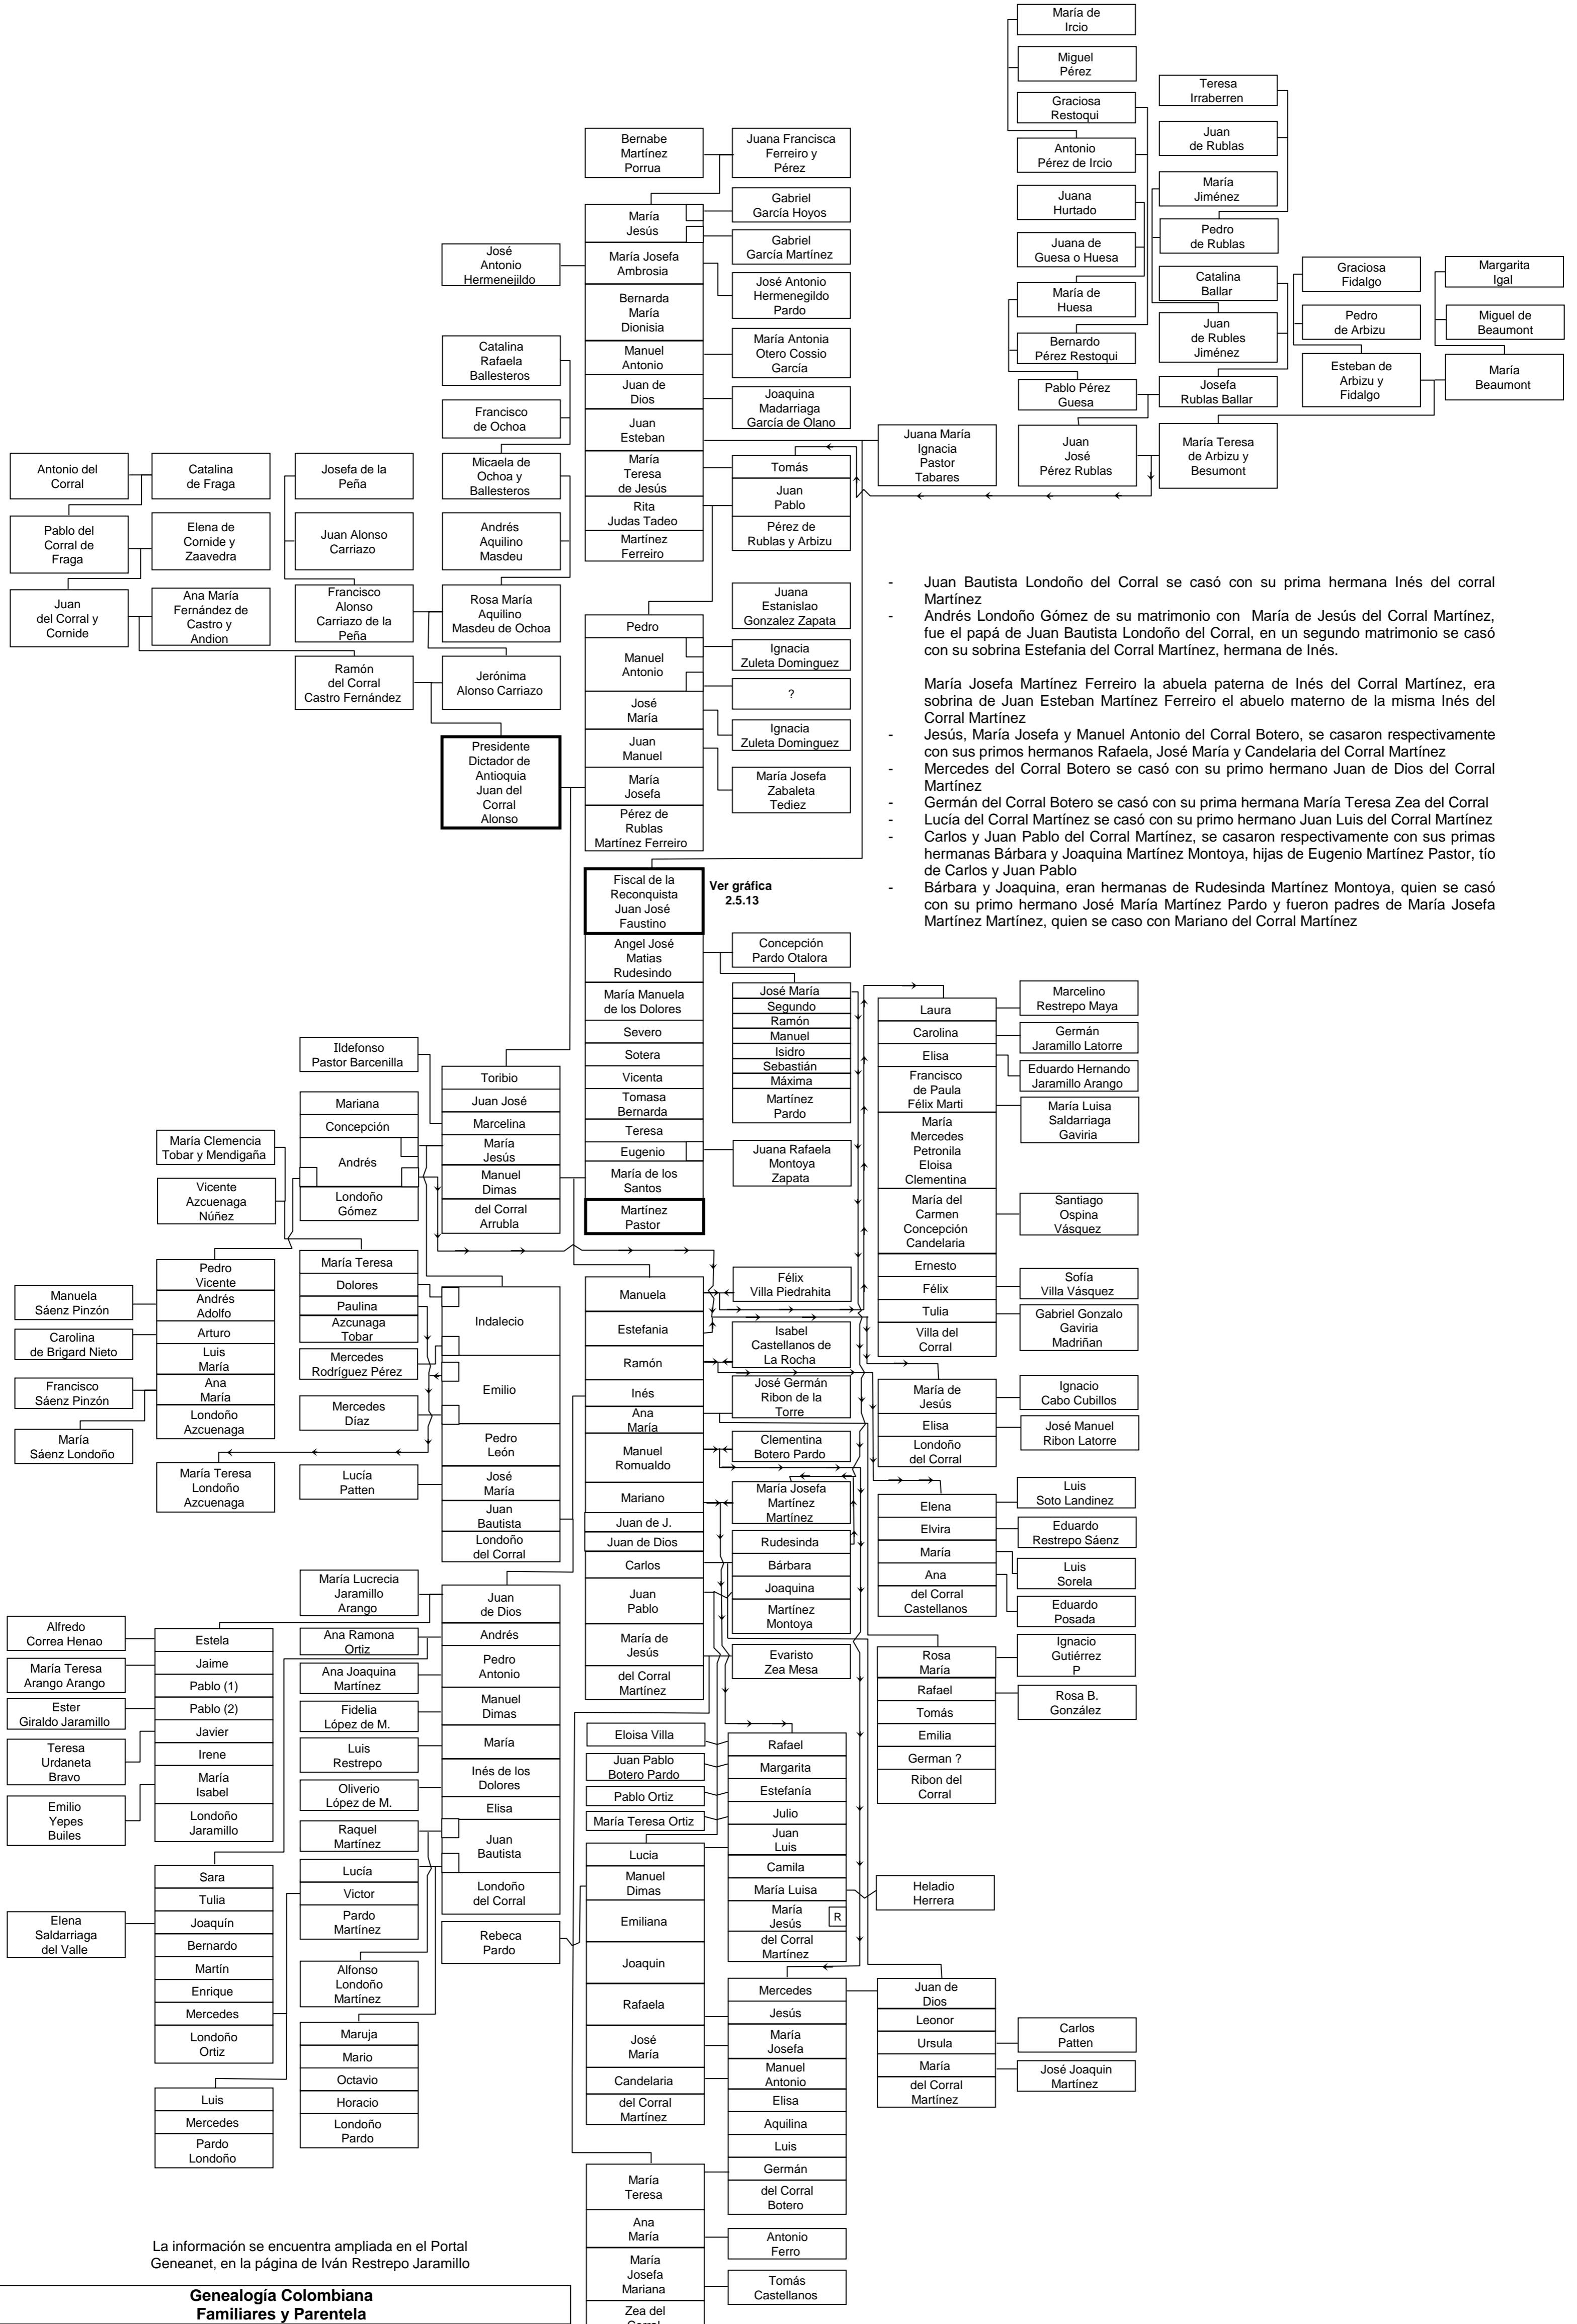 María de
Ircio
Miguel
Pérez
Graciosa
Restoqui
Antonio
Pérez de Ircio
Juana
Hurtado
Juana de
Guesa o Huesa
María de
Huesa
Bernardo
Pérez Restoqui
Pablo Pérez
Guesa
Juan
José
Pérez Rublas
Teresa
Irraberren
Juan
de Rublas
María
Jiménez
Pedro
de Rublas
Catalina
Ballar
Juan
de Rubles
Jiménez
Josefa
Rublas Ballar
María Teresa
de Arbizu y
Besumont
Graciosa
Fidalgo
Pedro
de Arbizu
Esteban de
Arbizu y
Fidalgo
Margarita
Igal
Miguel de
Beaumont
María
Beaumont
Bernabe
Martínez
Porrua
Juana Francisca
Ferreiro y
Pérez
María
Jesús
María Josefa
Ambrosia
Bernarda
María
Dionisia
Manuel
Antonio
Juan de
Dios
Juan
Esteban
María
Teresa
de Jesús
Rita
Judas Tadeo
Martínez
Ferreiro
Gabriel
García Hoyos
Gabriel
García Martínez
José Antonio
Hermenegildo
Pardo
María Antonia
Otero Cossio
García
Joaquina
Madarriaga
García de Olano
Juana María
Ignacia
Pastor
Tabares
Tomás
Juan
Pablo
Pérez de
Rublas y Arbizu
José
Antonio
Hermenejildo
Catalina
Rafaela
Ballesteros
Francisco
de Ochoa
Micaela de
Ochoa y
Ballesteros
Andrés
Aquilino
Masdeu
Rosa María
Aquilino
Masdeu de Ochoa
Jerónima
Alonso Carriazo
Antonio del
Corral
Catalina
de Fraga
Josefa de la
Peña
Pablo del
Corral de
Fraga
Elena de
Cornide y
Zaavedra
Juan Alonso
Carriazo
Juan
del Corral y
Cornide
Ana María
Fernández de
Castro y
Andion
Francisco
Alonso
Carriazo de la
Peña
Ramón
del Corral
Castro Fernández
Presidente
Dictador de
Antioquia
Juan del
Corral
Alonso
Pedro
Manuel
Antonio
José
María
Juan
Manuel
María
Josefa
Pérez de
Rublas
Martínez Ferreiro
Juana
Estanislao
Gonzalez Zapata
Ignacia
Zuleta Dominguez
?
Ignacia
Zuleta Dominguez
María Josefa
Zabaleta
Tediez
- Juan Bautista Londoño del Corral se casó con su prima hermana Inés del corral
Martínez
- Andrés Londoño Gómez de su matrimonio con María de Jesús del Corral Martínez,
fue el papá de Juan Bautista Londoño del Corral, en un segundo matrimonio se casó
con su sobrina Estefania del Corral Martínez, hermana de Inés.
María Josefa Martínez Ferreiro la abuela paterna de Inés del Corral Martínez, era
sobrina de Juan Esteban Martínez Ferreiro el abuelo materno de la misma Inés del
Corral Martínez
- Jesús, María Josefa y Manuel Antonio del Corral Botero, se casaron respectivamente
con sus primos hermanos Rafaela, José María y Candelaria del Corral Martínez
- Mercedes del Corral Botero se casó con su primo hermano Juan de Dios del Corral
Martínez
- Germán del Corral Botero se casó con su prima hermana María Teresa Zea del Corral
- Lucía del Corral Martínez se casó con su primo hermano Juan Luis del Corral Martínez
- Carlos y Juan Pablo del Corral Martínez, se casaron respectivamente con sus primas
hermanas Bárbara y Joaquina Martínez Montoya, hijas de Eugenio Martínez Pastor, tío
de Carlos y Juan Pablo
- Bárbara y Joaquina, eran hermanas de Rudesinda Martínez Montoya, quien se casó
con su primo hermano José María Martínez Pardo y fueron padres de María Josefa
Martínez Martínez, quien se caso con Mariano del Corral Martínez
Fiscal de la
Reconquista
Juan José
Faustino
Ver gráfica
2.5.13
Angel José
Matias
Rudesindo
María Manuela
de los Dolores
Severo
Sotera
Vicenta
Tomasa
Bernarda
Teresa
Eugenio
María de los
Santos
Martínez
Pastor
Concepción
Pardo Otalora
José María
Segundo
Ramón
Manuel
Isidro
Sebastián
Máxima
Martínez
Pardo
Juana Rafaela
Montoya
Zapata
Laura
Carolina
Elisa
Francisco
de Paula
Félix Marti
María
Mercedes
Petronila
Eloisa
Clementina
María del
Carmen
Concepción
Candelaria
Ernesto
Félix
Tulia
Villa del
Corral
Marcelino
Restrepo Maya
Germán
Jaramillo Latorre
Eduardo Hernando
Jaramillo Arango
María Luisa
Saldarriaga
Gaviria
Santiago
Ospina
Vásquez
Sofía
Villa Vásquez
Gabriel Gonzalo
Gaviria
Madriñan
Ildefonso
Pastor Barcenilla
Toribio
Juan José
Marcelina
María
Jesús
Manuel
Dimas
del Corral
Arrubla
Mariana
Concepción
Andrés
Londoño
Gómez
María Clemencia
Tobar y Mendigaña
Vicente
Azcuenaga
Núñez
Pedro
Vicente
Andrés
Adolfo
Arturo
Luis
María
Ana
María
Londoño
Azcuenaga
Manuela
Sáenz Pinzón
Carolina
de Brigard Nieto
Francisco
Sáenz Pinzón
María
Sáenz Londoño
María Teresa
Dolores
Paulina
Azcunaga
Tobar
Mercedes
Rodríguez Pérez
Mercedes
Díaz
María Teresa
Londoño
Azcuenaga
Lucía
Patten
Indalecio
Emilio
Pedro
León
José
María
Juan
Bautista
Londoño
del Corral
Manuela
Estefania
Ramón
Inés
Ana
María
Manuel
Romualdo
Mariano
Juan de J.
Juan de Dios
Carlos
Juan
Pablo
María de
Jesús
del Corral
Martínez
Félix
Villa Piedrahita
Isabel
Castellanos de
La Rocha
José Germán
Ribon de la
Torre
Clementina
Botero Pardo
María Josefa
Martínez
Martínez
Rudesinda
Bárbara
Joaquina
Martínez
Montoya
Evaristo
Zea Mesa
María de
Jesús
Elisa
Londoño
del Corral
Ignacio
Cabo Cubillos
José Manuel
Ribon Latorre
Elena
Elvira
María
Ana
del Corral
Castellanos
Luis
Soto Landinez
Eduardo
Restrepo Sáenz
Luis
Sorela
Eduardo
Posada
Rosa
María
Rafael
Tomás
Emilia
German ?
Ribon del
Corral
Ignacio
Gutiérrez
P
Rosa B.
González
María Lucrecia
Jaramillo
Arango
Ana Ramona
Ortiz
Ana Joaquina
Martínez
Fidelia
López de M.
Luis
Restrepo
Oliverio
López de M.
Raquel
Martínez
Juan
de Dios
Andrés
Pedro
Antonio
Manuel
Dimas
María
Inés de los
Dolores
Elisa
Juan
Bautista
Londoño
del Corral
Alfredo
Correa Henao
María Teresa
Arango Arango
Ester
Giraldo Jaramillo
Teresa
Urdaneta
Bravo
Emilio
Yepes
Builes
Estela
Jaime
Pablo (1)
Pablo (2)
Javier
Irene
María
Isabel
Londoño
Jaramillo
Elena
Saldarriaga
del Valle
Sara
Tulia
Joaquín
Bernardo
Martín
Enrique
Mercedes
Londoño
Ortiz
Lucía
Victor
Pardo
Martínez
Alfonso
Londoño
Martínez
Maruja
Mario
Octavio
Horacio
Londoño
Pardo
Luis
Mercedes
Pardo
Londoño
Rebeca
Pardo
Eloisa Villa
Juan Pablo
Botero Pardo
Pablo Ortiz
María Teresa Ortiz
Rafael
Margarita
Estefanía
Julio
Juan
Luis
Camila
María Luisa
María
Jesús
R
del Corral
Martínez
Heladio
Herrera
Lucia
Manuel
Dimas
Emiliana
Joaquin
Rafaela
José
María
Candelaria
del Corral
Martínez
Mercedes
Jesús
María
Josefa
Manuel
Antonio
Elisa
Aquilina
Luis
Germán
del Corral
Botero
Juan de
Dios
Leonor
Ursula
María
del Corral
Martínez
Carlos
Patten
José Joaquin
Martínez
María
Teresa
Ana
María
María
Josefa
Mariana
Zea del
Antonio
Ferro
Tomás
Castellanos
La información se encuentra ampliada en el Portal
Geneanet, en la página de Iván Restrepo Jaramillo
Genealogía Colombiana
Familiares y Parentela